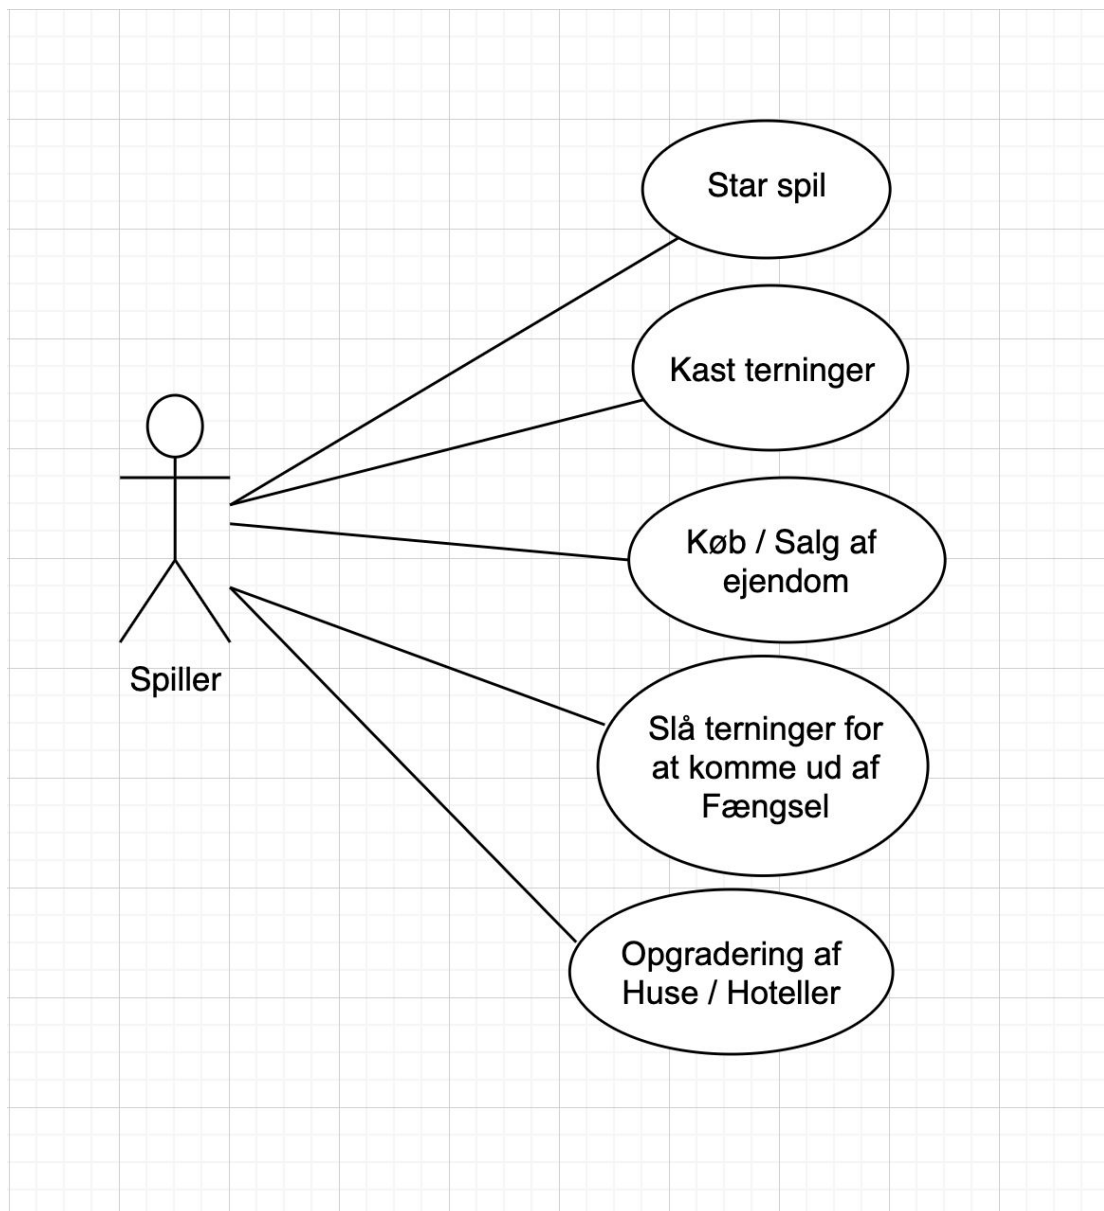 Star spil
Kast terninger
Køb / Salg af
ejendom
Spiller
Slå terninger for
at komme ud af
Fængsel
Opgradering af
Huse / Hoteller